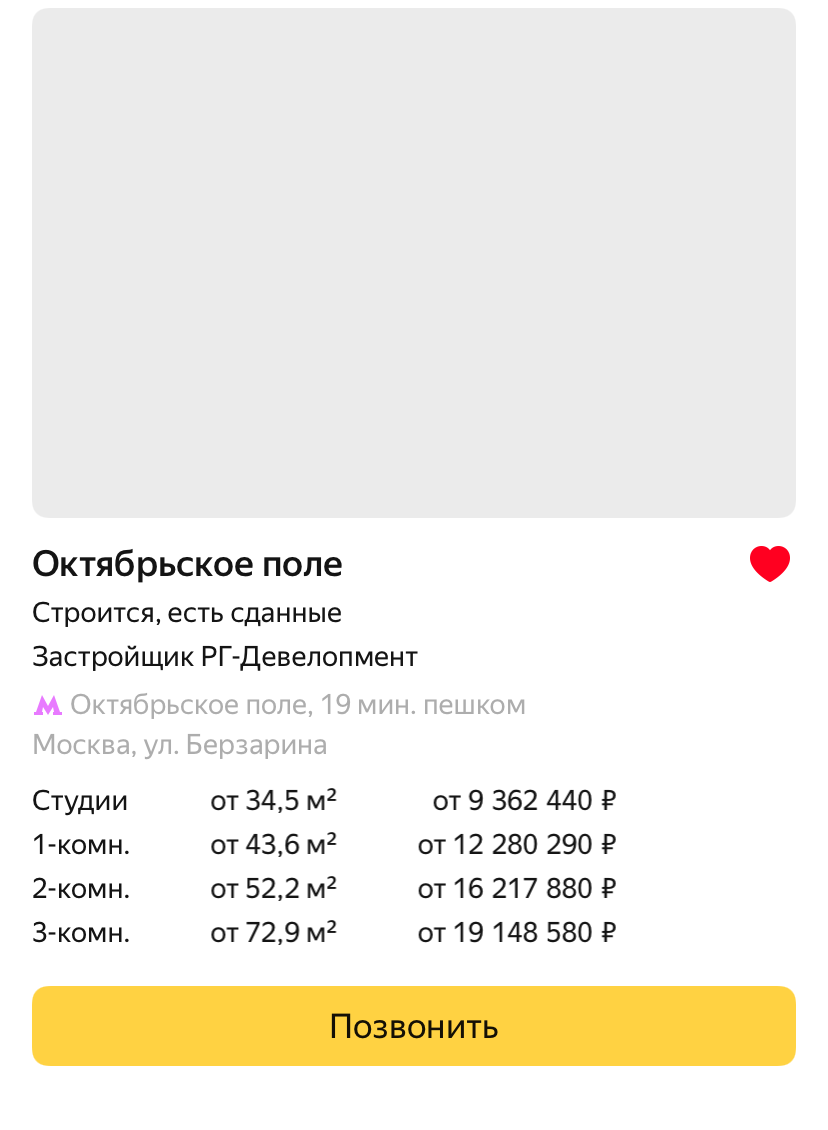 Октябрьское поле
Строится, есть сданные
Застройщик РГ-Девелопмент
Октябрьское поле, 19 мин. пешком
Москва, ул. Берзарина
Студии от 34,5 м² от 9 362 440 ₽
1-комн. от 43,6 м² от 12 280 290 ₽
2-комн. от 52,2 м² от 16 217 880 ₽
3-комн. от 72,9 м² от 19 148 580 ₽
Позвонить